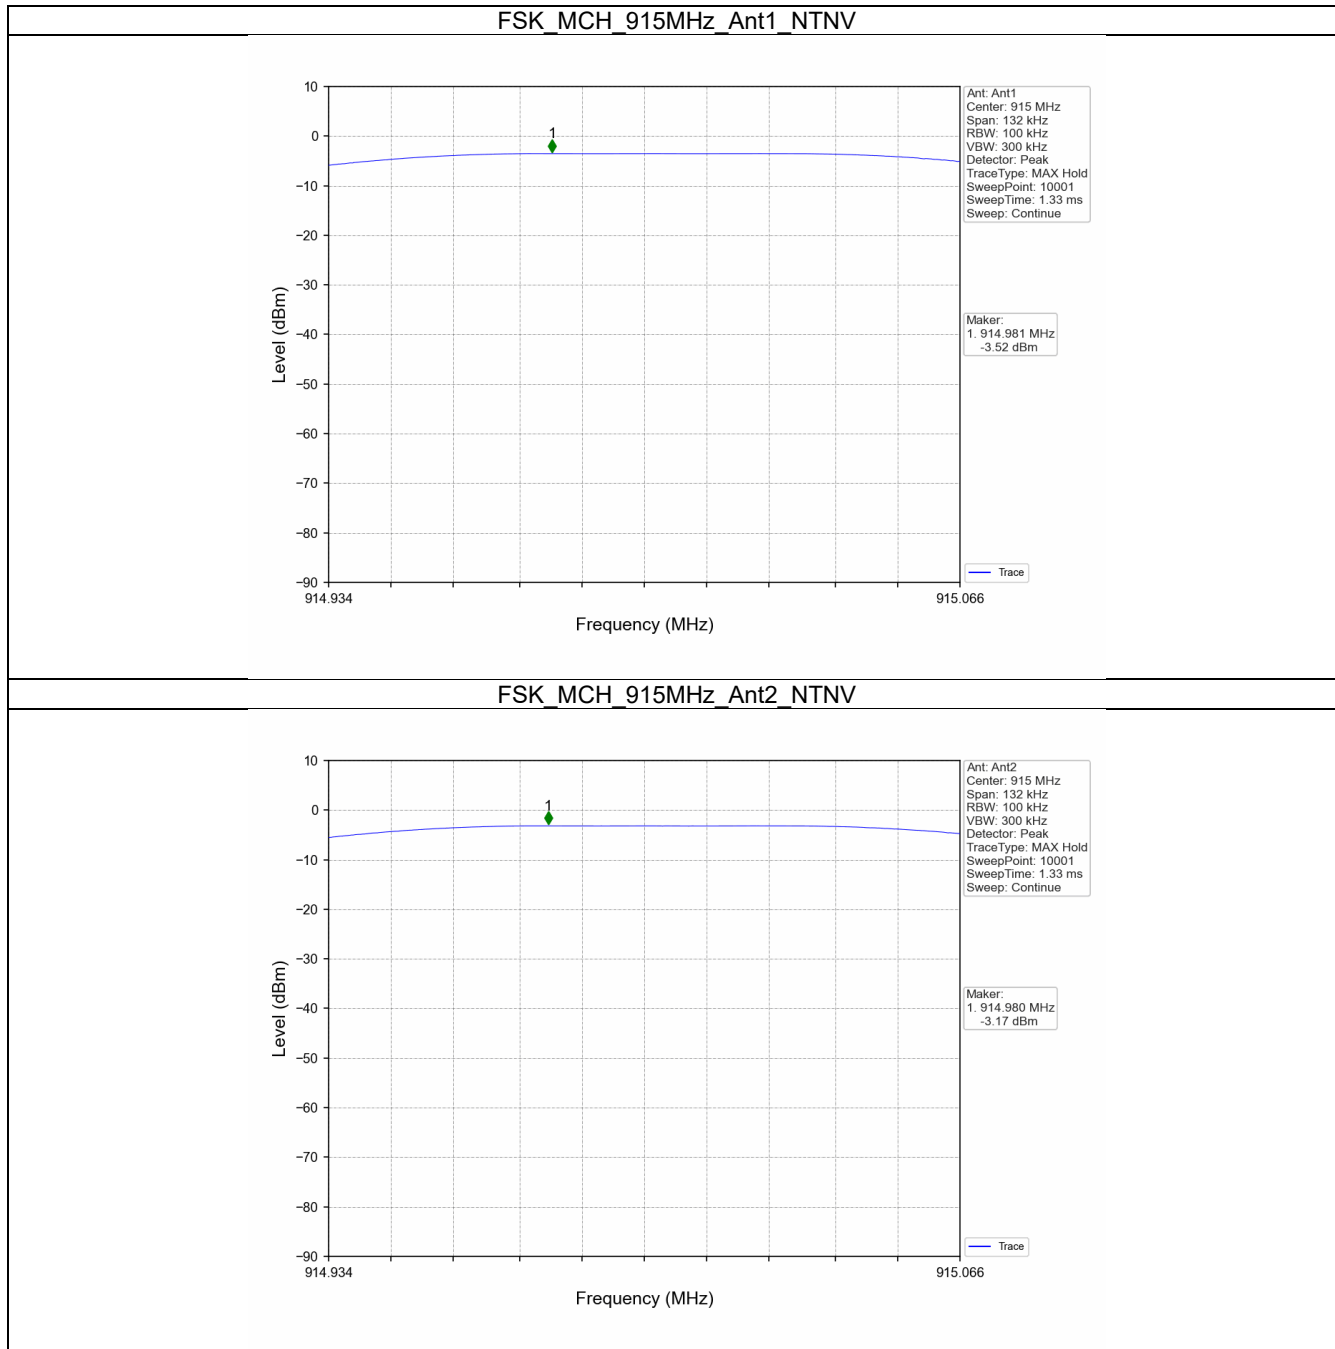 FSK_MCH_915MHz_Ant1_NTNV
10
0
−10
−20
−30
−40
−50
−60
−70
−80
−90
Level (dBm)
1
914.934
915.066
Frequency (MHz)
Ant: Ant1
Center: 915 MHz
Span: 132 kHz
RBW: 100 kHz
VBW: 300 kHz
Detector: Peak
TraceType: MAX Hold
SweepPoint: 10001
SweepTime: 1.33 ms
Sweep: Continue
Maker:
1. 914.981 MHz
-3.52 dBm
Trace
FSK_MCH_915MHz_Ant2_NTNV
10
0
−10
−20
−30
−40
−50
−60
−70
−80
−90
Level (dBm)
1
914.934
915.066
Frequency (MHz)
Ant: Ant2
Center: 915 MHz
Span: 132 kHz
RBW: 100 kHz
VBW: 300 kHz
Detector: Peak
TraceType: MAX Hold
SweepPoint: 10001
SweepTime: 1.33 ms
Sweep: Continue
Maker:
1. 914.980 MHz
-3.17 dBm
Trace